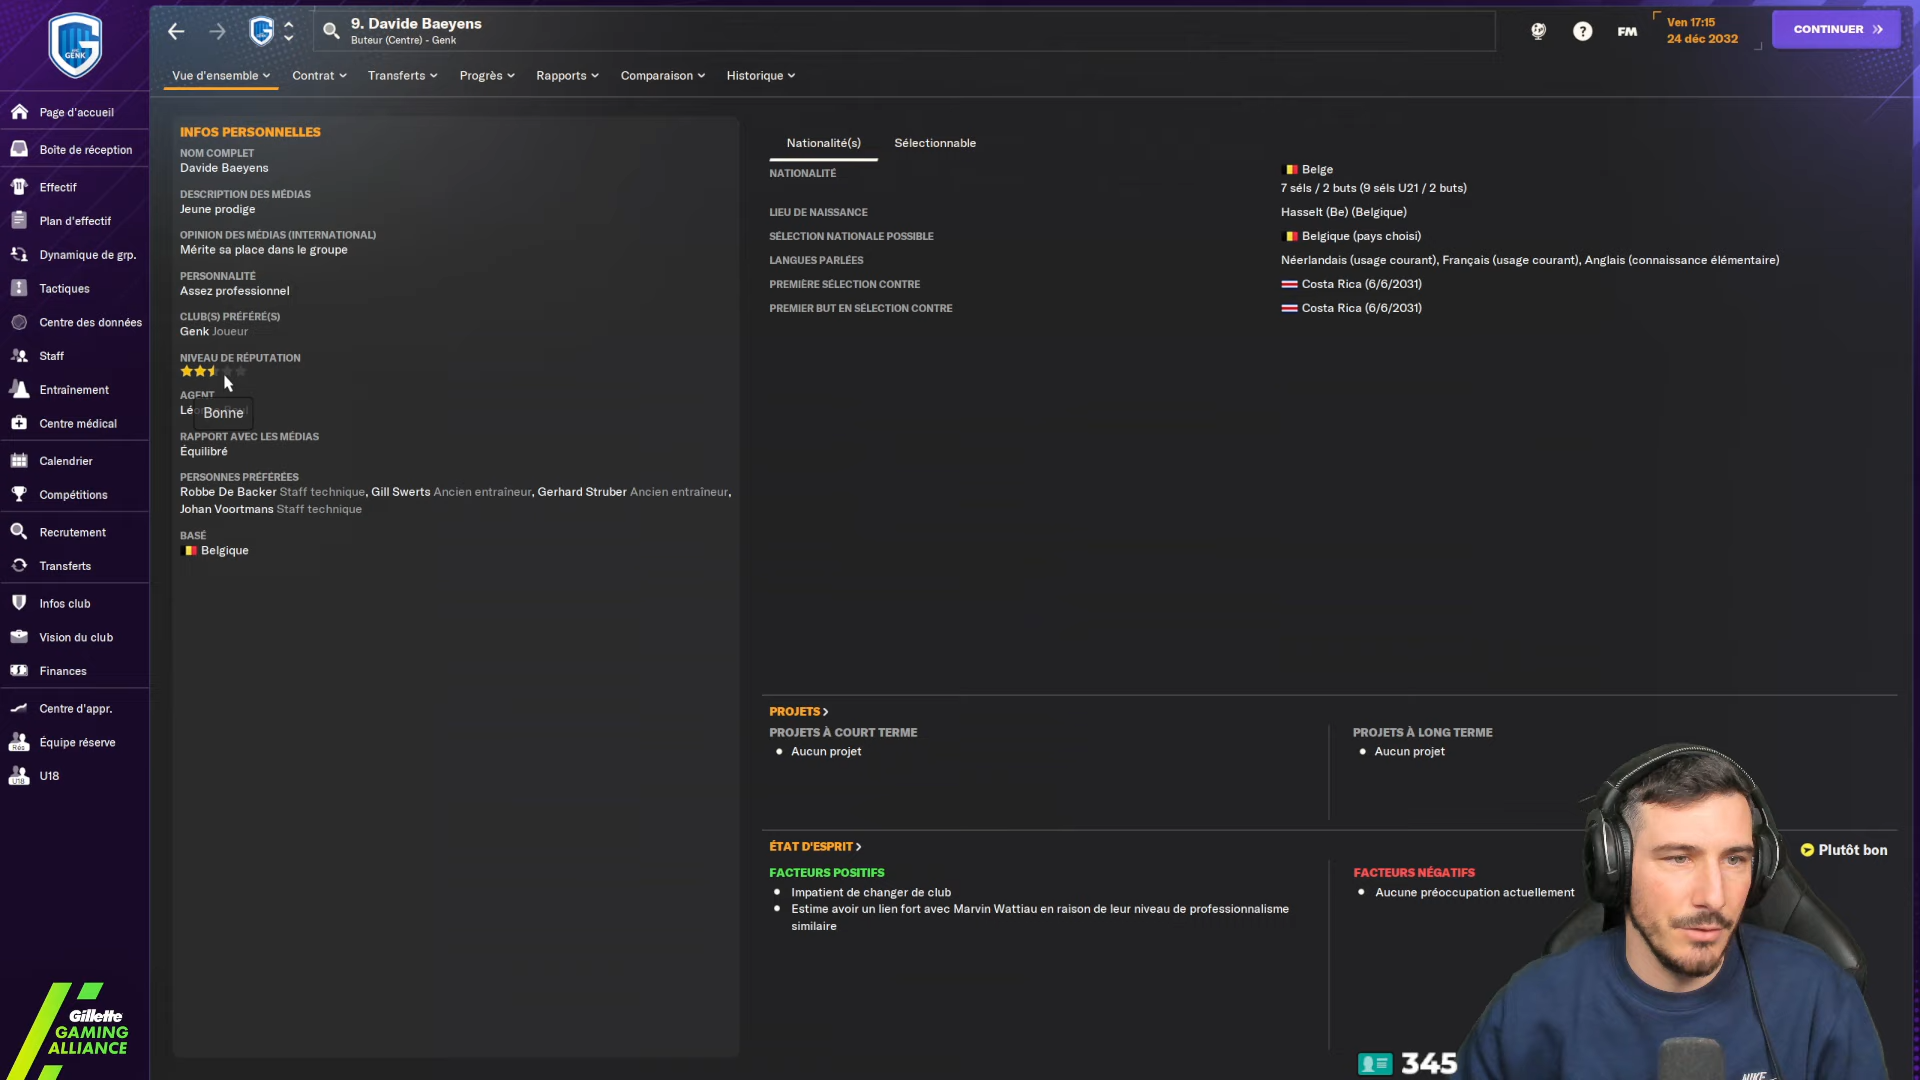 GENK
9. Davide Baeyens
Buteur (Centre) - Genk
FM
Ven 17:15
24 déc 2032
CONTINUER
Vue d'ensemble
Contrat
Transferts
Progrès
Rapports
Comparaison
Historique
Page d'accueil
Boîte de réception
Effectif
Plan d'effectif
Dynamique de grp.
Tactiques
Centre des données
Staff
Entraînement
Centre médical
Calendrier
Compétitions
Recrutement
Transferts
Infos club
Vision du club
Finances
Centre d'appr.
Équipe réserve
U18
INFOS PERSONNELLES
NOM COMPLET
Davide Baeyens
DESCRIPTION DES MÉDIAS
Jeune prodige
OPINION DES MÉDIAS (INTERNATIONAL)
Mérite sa place dans le groupe
PERSONNALITÉ
Assez professionnel
CLUB(S) PRÉFÉRÉ(S)
Genk Joueur
NIVEAU DE RÉPUTATION
AGENT
Bonne
RAPPORT AVEC LES MÉDIAS
Équilibré
PERSONNES PRÉFÉRÉES
Robbe De Backer Staff technique, Gill Swerts Ancien entraîneur, Gerhard Struber Ancien entraîneur,
Johan Voortmans Staff technique
BASÉ
Belgique
Nationalité(s)
Sélectionnable
NATIONALITÉ
Belge
7 séls / 2 buts (9 séls U21 / 2 buts)
LIEU DE NAISSANCE
Hasselt (Be) (Belgique)
SÉLECTION NATIONALE POSSIBLE
Belgique (pays choisi)
LANGUES PARLÉES
Néerlandais (usage courant), Français (usage courant), Anglais (connaissance élémentaire)
PREMIÈRE SÉLECTION CONTRE
Costa Rica (6/6/2031)
PREMIER BUT EN SÉLECTION CONTRE
Costa Rica (6/6/2031)
PROJETS
PROJETS À COURT TERME
Aucun projet
PROJETS À LONG TERME
Aucun projet
ÉTAT D'ESPRIT
Plutôt bon
FACTEURS POSITIFS
Impatient de changer de club
Estime avoir un lien fort avec Marvin Wattiau en raison de leur niveau de professionnalisme
similaire
FACTEURS NÉGATIFS
Aucune préoccupation actuellement
Gillette
GAMING
ALLIANCE
345
NIKE